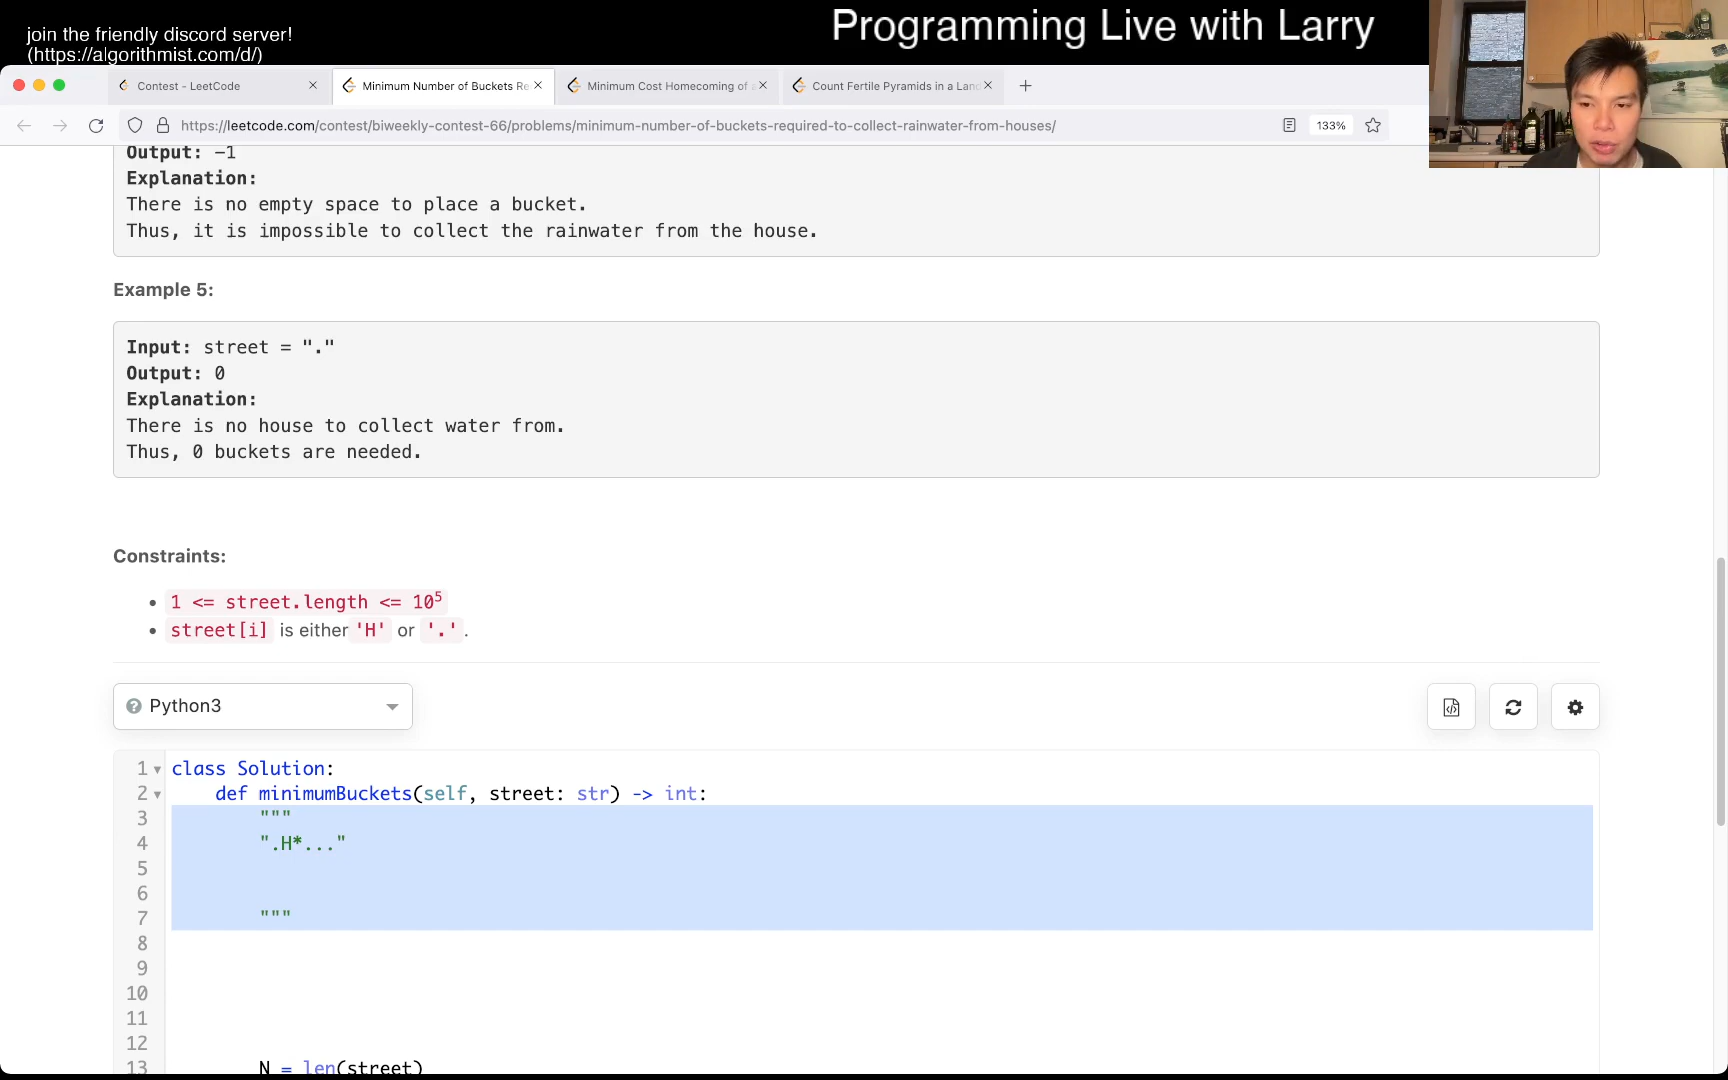 join the friendly discord server!
(https://algorithmist.com/d/)
Programming Live with Larry
Contest - LeetCode
Minimum Number of Buckets Re
Minimum Cost Homecoming of a
Count Fertile Pyramids in a Land
https://leetcode.com/contest/biweekly-contest-66/problems/minimum-number-of-buckets-required-to-collect-rainwater-from-houses/
133%
Output: -1
Explanation:
There is no empty space to place a bucket.
Thus, it is impossible to collect the rainwater from the house.
Example 5:
Input: street = "."
Output: 0
Explanation:
There is no house to collect water from.
Thus, 0 buckets are needed.
Constraints:
• 1 <= street.length <= 10⁵
• street[i] is either 'H' or '.'.
Python3
1 class Solution:
2 def minimumBuckets(self, street: str) -> int:
3 """
4 ".H*..."
5
6
7 """
8
9
10
11
12
13 N = len(street)